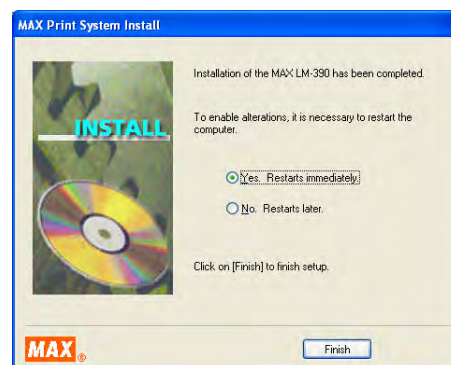 MAX Print System Install
INSTALL
Installation of the MAX LM-390 has been completed.
To enable alterations, it is necessary to restart the
computer.
Yes. Restarts immediately.
No. Restarts later.
Click on [Finish] to finish setup.
MAX®
Finish